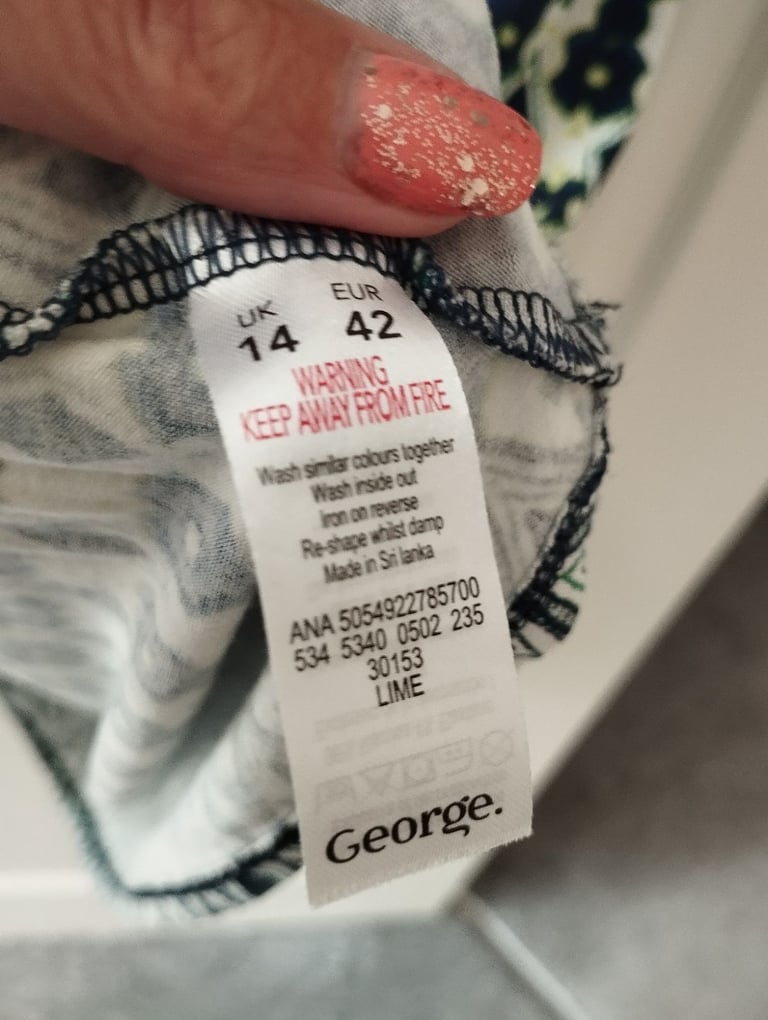 UK EUR
14 42
WARNING
KEEP AWAY FROM FIRE
Wash similar colours together
Wash inside out
Iron on reverse
Re-shape whilst damp
Made in Sri lanka
ANA 5054922785700
534 5340 0502 235
30153
LIME
George.